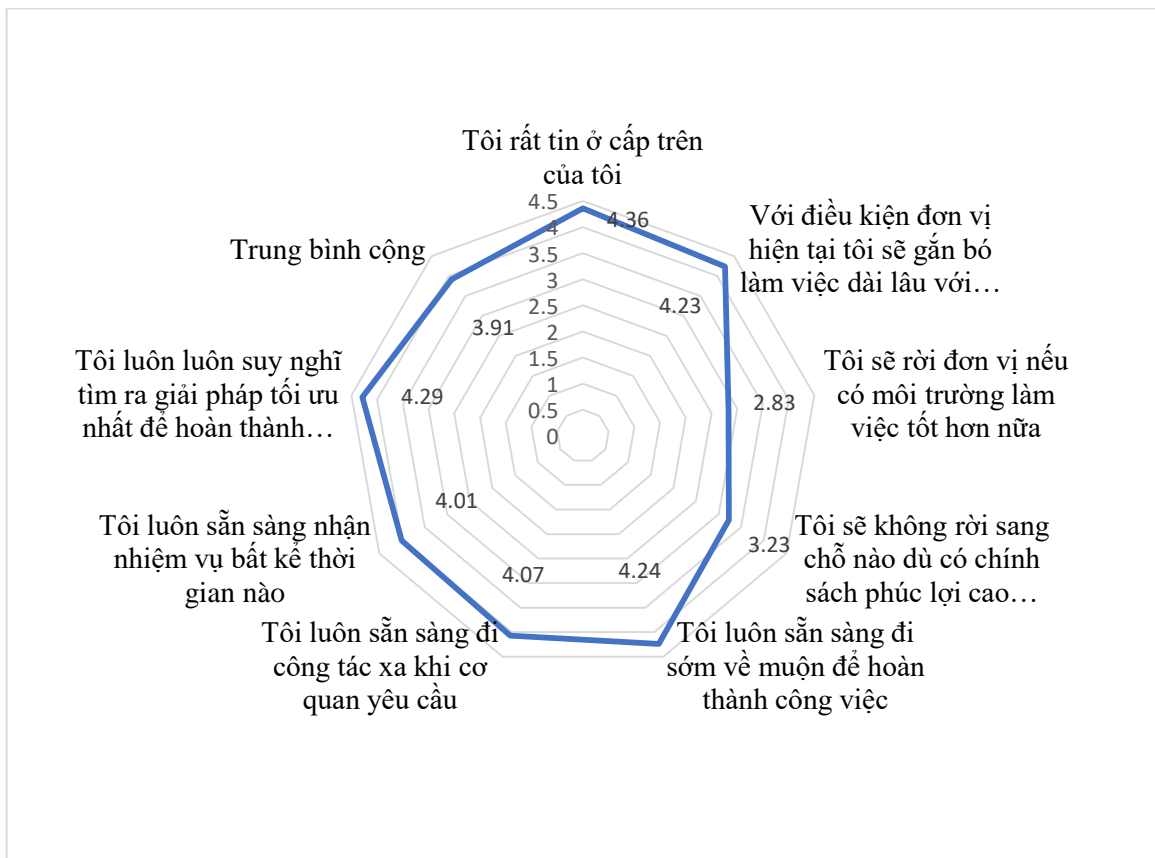 Tôi rất tin ở cấp trên
của tôi
Với điều kiện đơn vị
hiện tại tôi sẽ gắn bó
làm việc dài lâu với…
Tôi sẽ rời đơn vị nếu
có môi trường làm
việc tốt hơn nữa
Tôi sẽ không rời sang
chỗ nào dù có chính
sách phúc lợi cao…
Tôi luôn sẵn sàng đi
sớm về muộn để hoàn
thành công việc
Tôi luôn sẵn sàng đi
công tác xa khi cơ
quan yêu cầu
Tôi luôn sẵn sàng nhận
nhiệm vụ bất kể thời
gian nào
Tôi luôn luôn suy nghĩ
tìm ra giải pháp tối ưu
nhất để hoàn thành…
Trung bình cộng
4.5
4
3.5
3
2.5
2
1.5
1
0.5
0
4.36
4.23
2.83
3.23
4.24
4.07
4.01
4.29
3.91